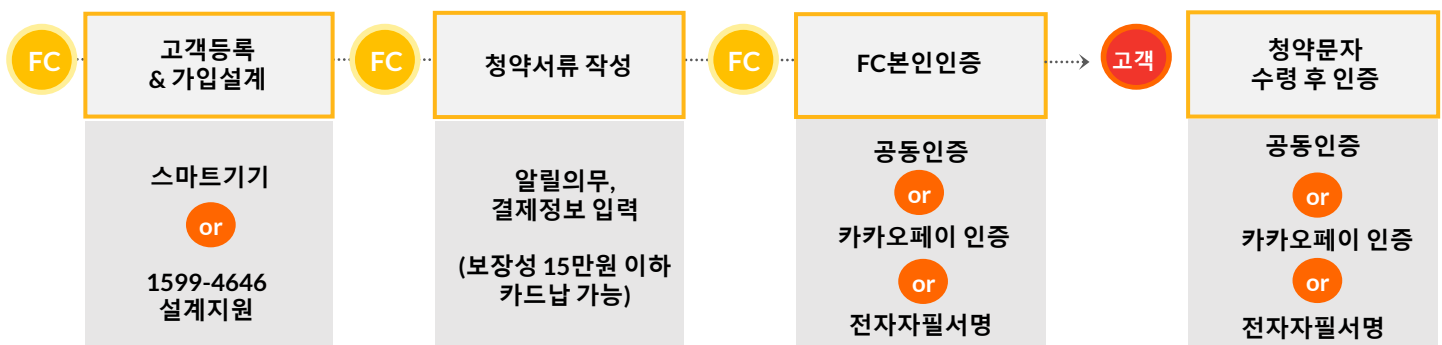 FC
고객등록
& 가입설계
FC
청약서류 작성
FC
FC본인인증
고객
청약문자
수령 후 인증
스마트기기
or
1599-4646
설계지원
알릴의무,
결제정보 입력
(보장성 15만원 이하
카드납 가능)
공동인증
or
카카오페이 인증
or
전자자필서명
공동인증
or
카카오페이 인증
or
전자자필서명